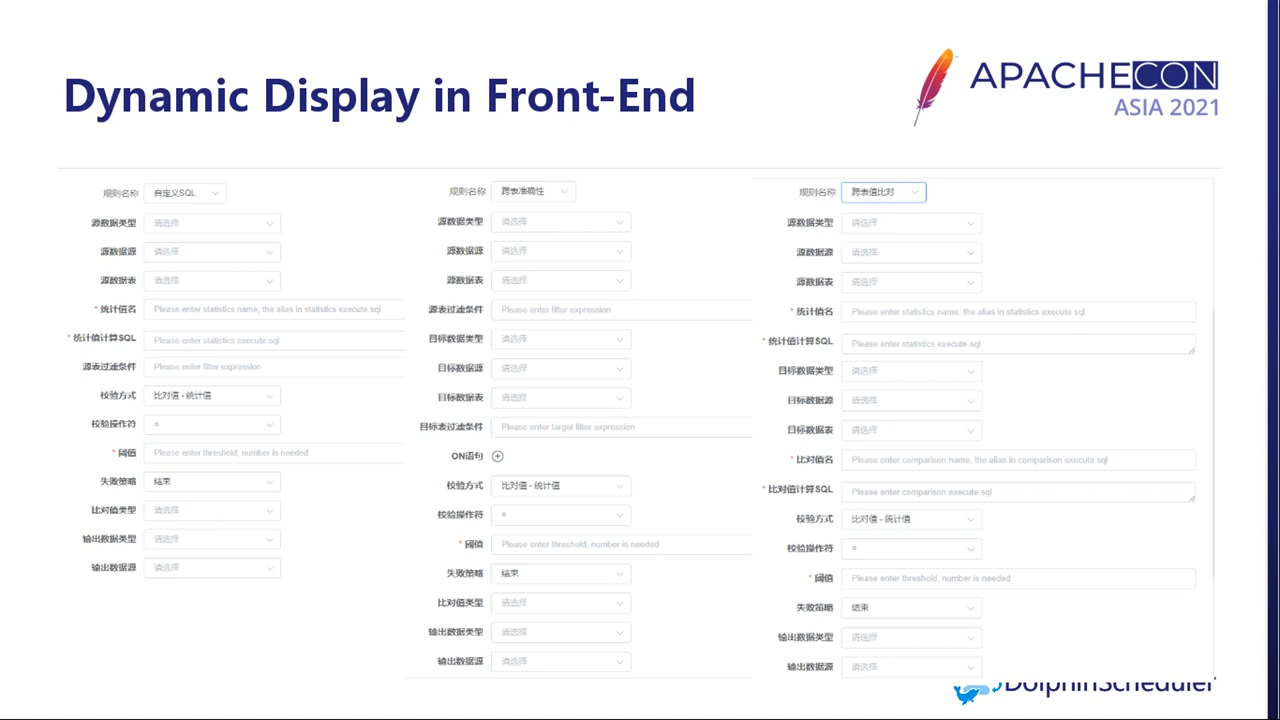 Dynamic Display in Front-End
APACHECON
ASIA 2021
规则名称 自定义SQL
源数据类型 请选择
源数据源 请选择
源数据表 请选择
* 统计值名 Please enter statistics name, the alias in statistics execute sql
* 统计值计算SQL Please enter statistics execute sql
源表过滤条件 Please enter filter expression
校验方式 比对值 - 统计值
校验操作符 =
* 阈值 Please enter threshold, number is needed
失败策略 结束
比对值类型 请选择
输出数据类型 请选择
输出数据源 请选择
规则名称 跨表准确性
源数据类型 请选择
源数据源 请选择
源数据表 请选择
源表过滤条件 Please enter filter expression
目标数据类型 请选择
目标数据源 请选择
目标数据表 请选择
目标表过滤条件 Please enter target filter expression
ON语句
校验方式 比对值 - 统计值
校验操作符 =
* 阈值 Please enter threshold, number is needed
失败策略 结束
比对值类型 请选择
输出数据类型 请选择
输出数据源 请选择
规则名称 跨表值比对
源数据类型 请选择
源数据源 请选择
源数据表 请选择
* 统计值名 Please enter statistics name, the alias in statistics execute sql
* 统计值计算SQL Please enter statistics execute sql
目标数据类型 请选择
目标数据源 请选择
目标数据表 请选择
* 比对值名 Please enter comparison name, the alias in comparison execute sql
* 比对值计算SQL Please enter comparison execute sql
校验方式 比对值 - 统计值
校验操作符 =
* 阈值 Please enter threshold, number is needed
失败策略 结束
输出数据类型 请选择
输出数据源 请选择
DolphinScheduler